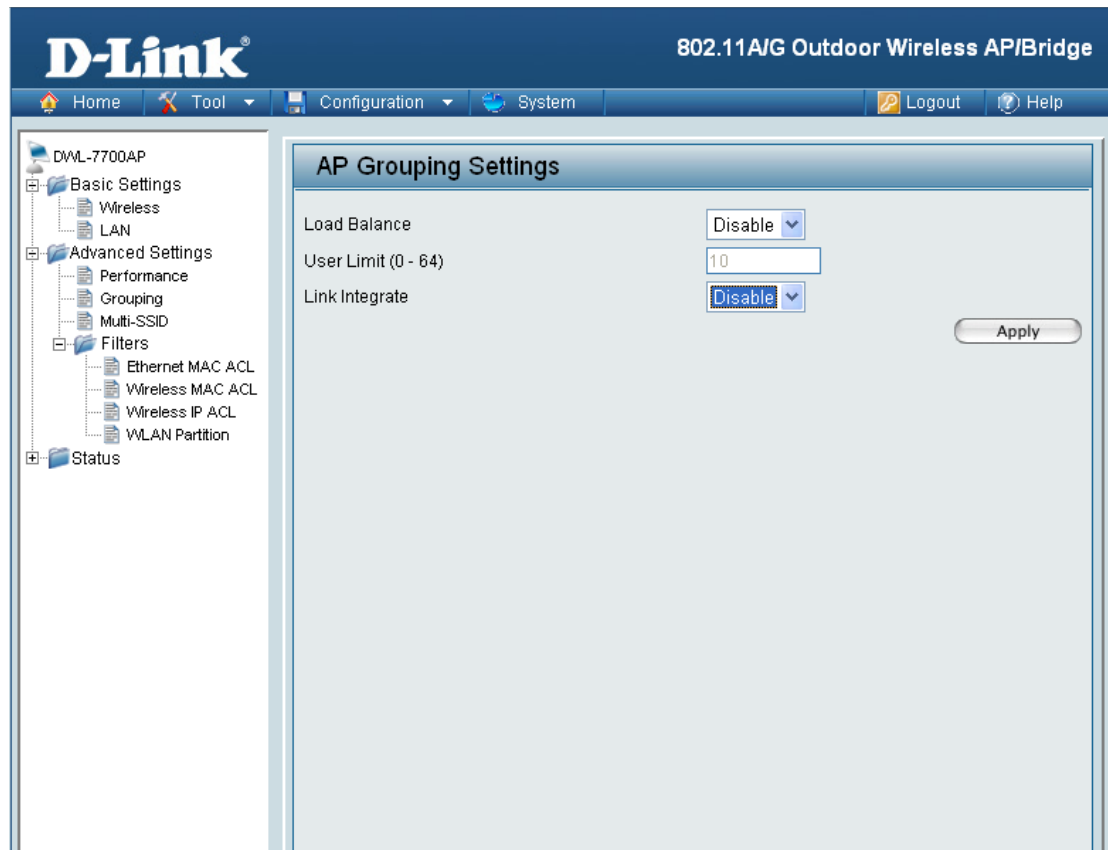 D-Link®
802.11A/G Outdoor Wireless AP/Bridge
Home Tool Configuration System Logout Help
DWL-7700AP
Basic Settings
Wireless
LAN
Advanced Settings
Performance
Grouping
Multi-SSID
Filters
Ethernet MAC ACL
Wireless MAC ACL
Wireless IP ACL
WLAN Partition
Status
AP Grouping Settings
Load Balance Disable
User Limit (0 - 64) 10
Link Integrate Disable
Apply